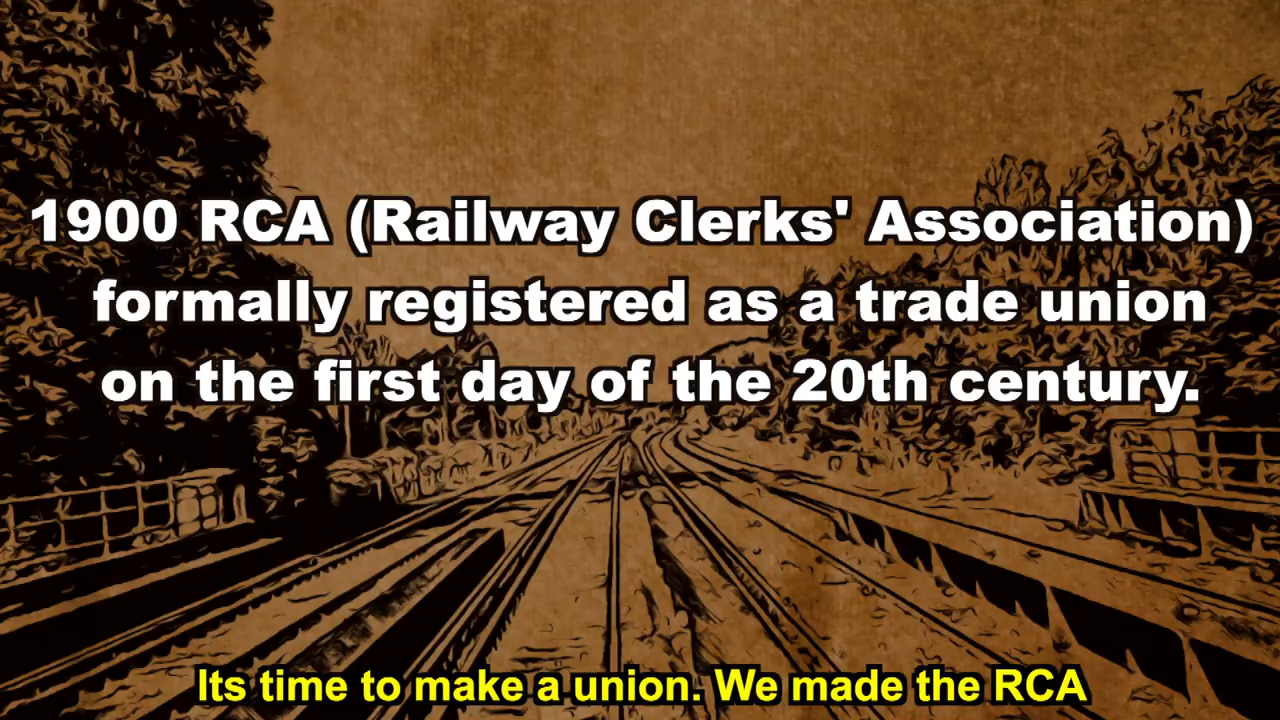 1900 RCA (Railway Clerks' Association)
formally registered as a trade union
on the first day of the 20th century.
Its time to make a union. We made the RCA